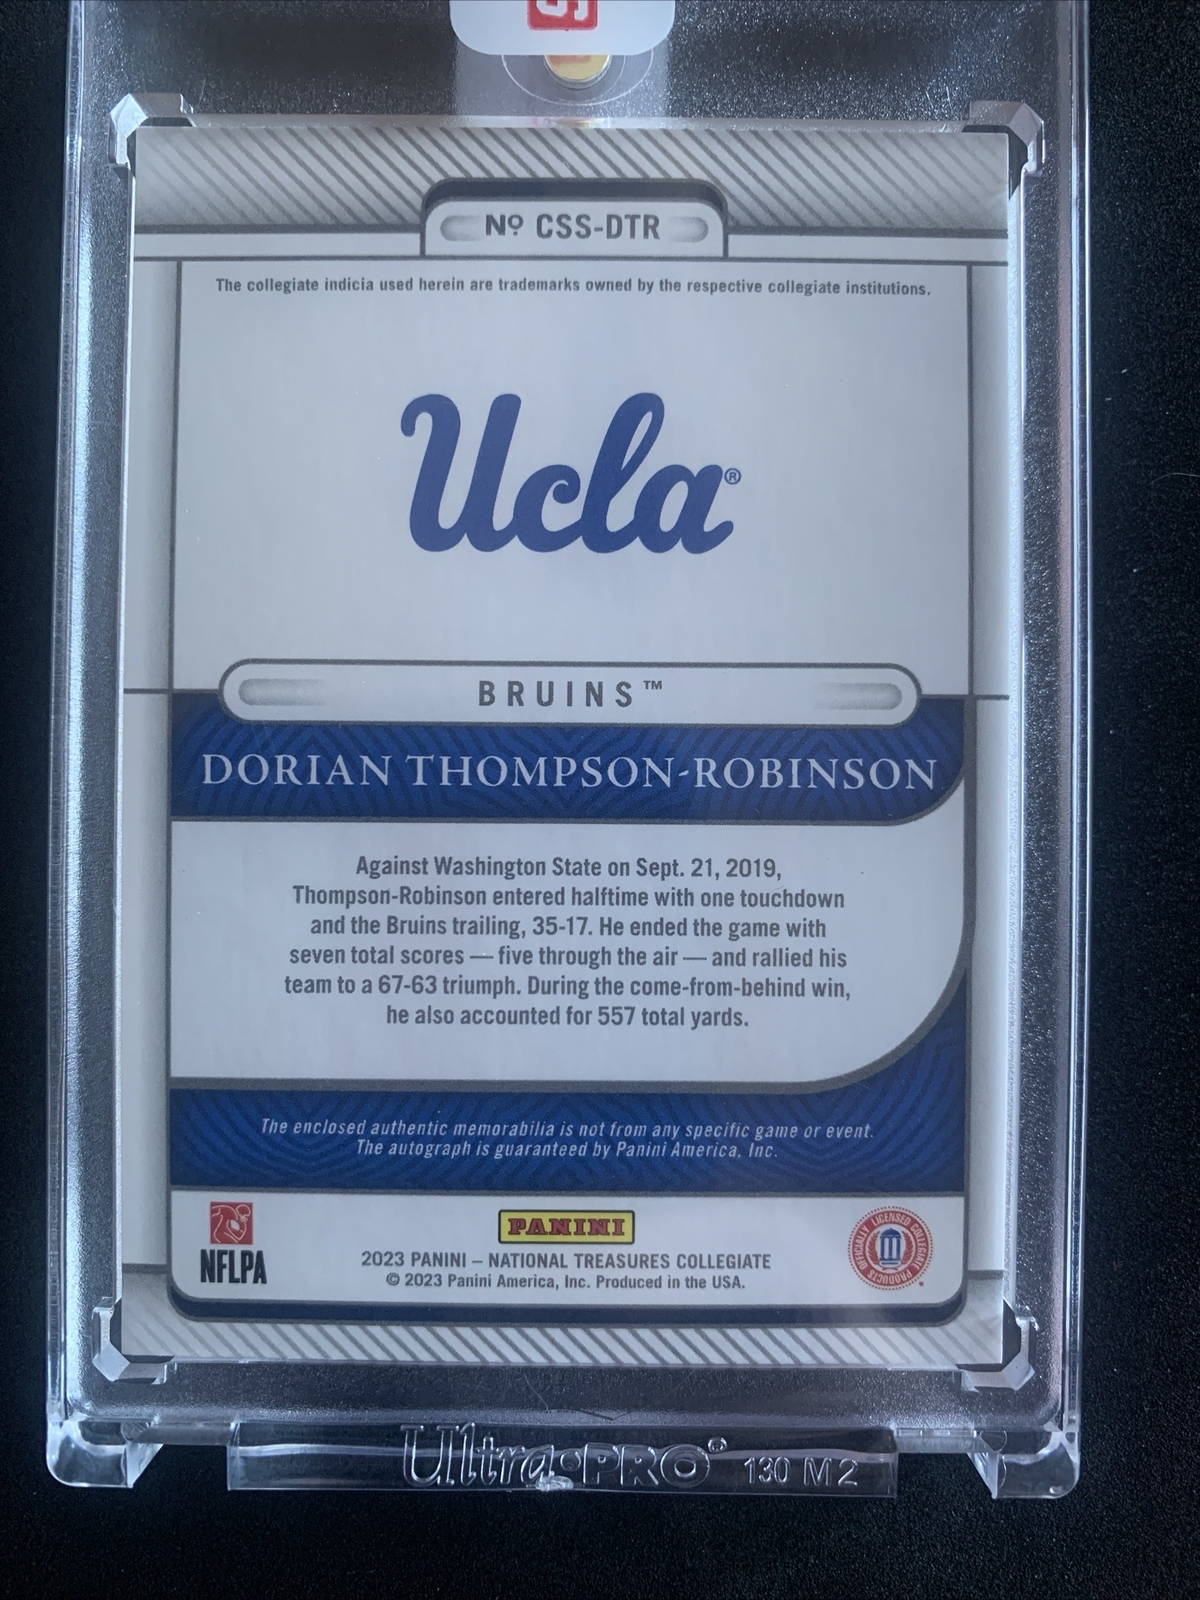 Nº CSS-DTR
The collegiate indicia used herein are trademarks owned by the respective collegiate institutions.
Ucla®
BRUINS™
DORIAN THOMPSON-ROBINSON
Against Washington State on Sept. 21, 2019,
Thompson-Robinson entered halftime with one touchdown
and the Bruins trailing, 35-17. He ended the game with
seven total scores — five through the air — and rallied his
team to a 67-63 triumph. During the come-from-behind win,
he also accounted for 557 total yards.
The enclosed authentic memorabilia is not from any specific game or event.
The autograph is guaranteed by Panini America, Inc.
NFLPA
PANINI
2023 PANINI – NATIONAL TREASURES COLLEGIATE
© 2023 Panini America, Inc. Produced in the USA.
OFFICIALLY LICENSED COLLEGIATE PRODUCTS
Ultra·PRO® 130 M2